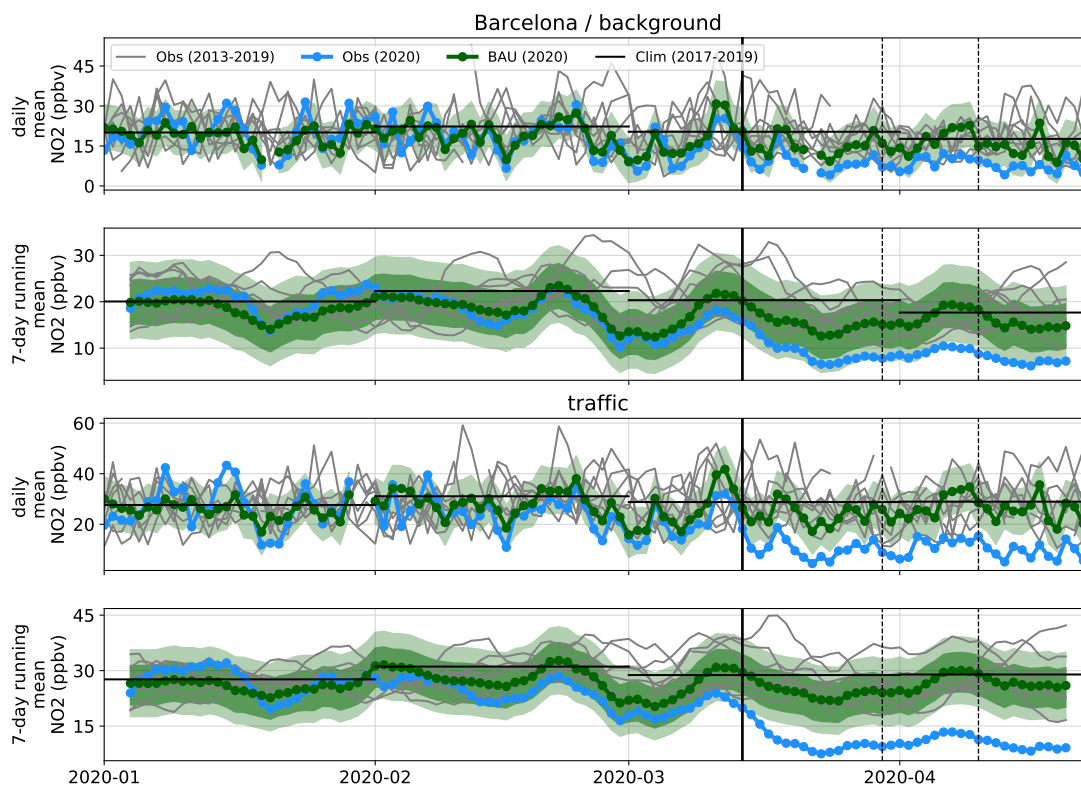 Barcelona / background
Obs (2013-2019) Obs (2020) BAU (2020) Clim (2017-2019)
daily
mean
NO2 (ppbv)
45
30
15
0
7-day running
mean
NO2 (ppbv)
30
20
10
traffic
daily
mean
NO2 (ppbv)
60
40
20
7-day running
mean
NO2 (ppbv)
45
30
15
2020-01 2020-02 2020-03 2020-04